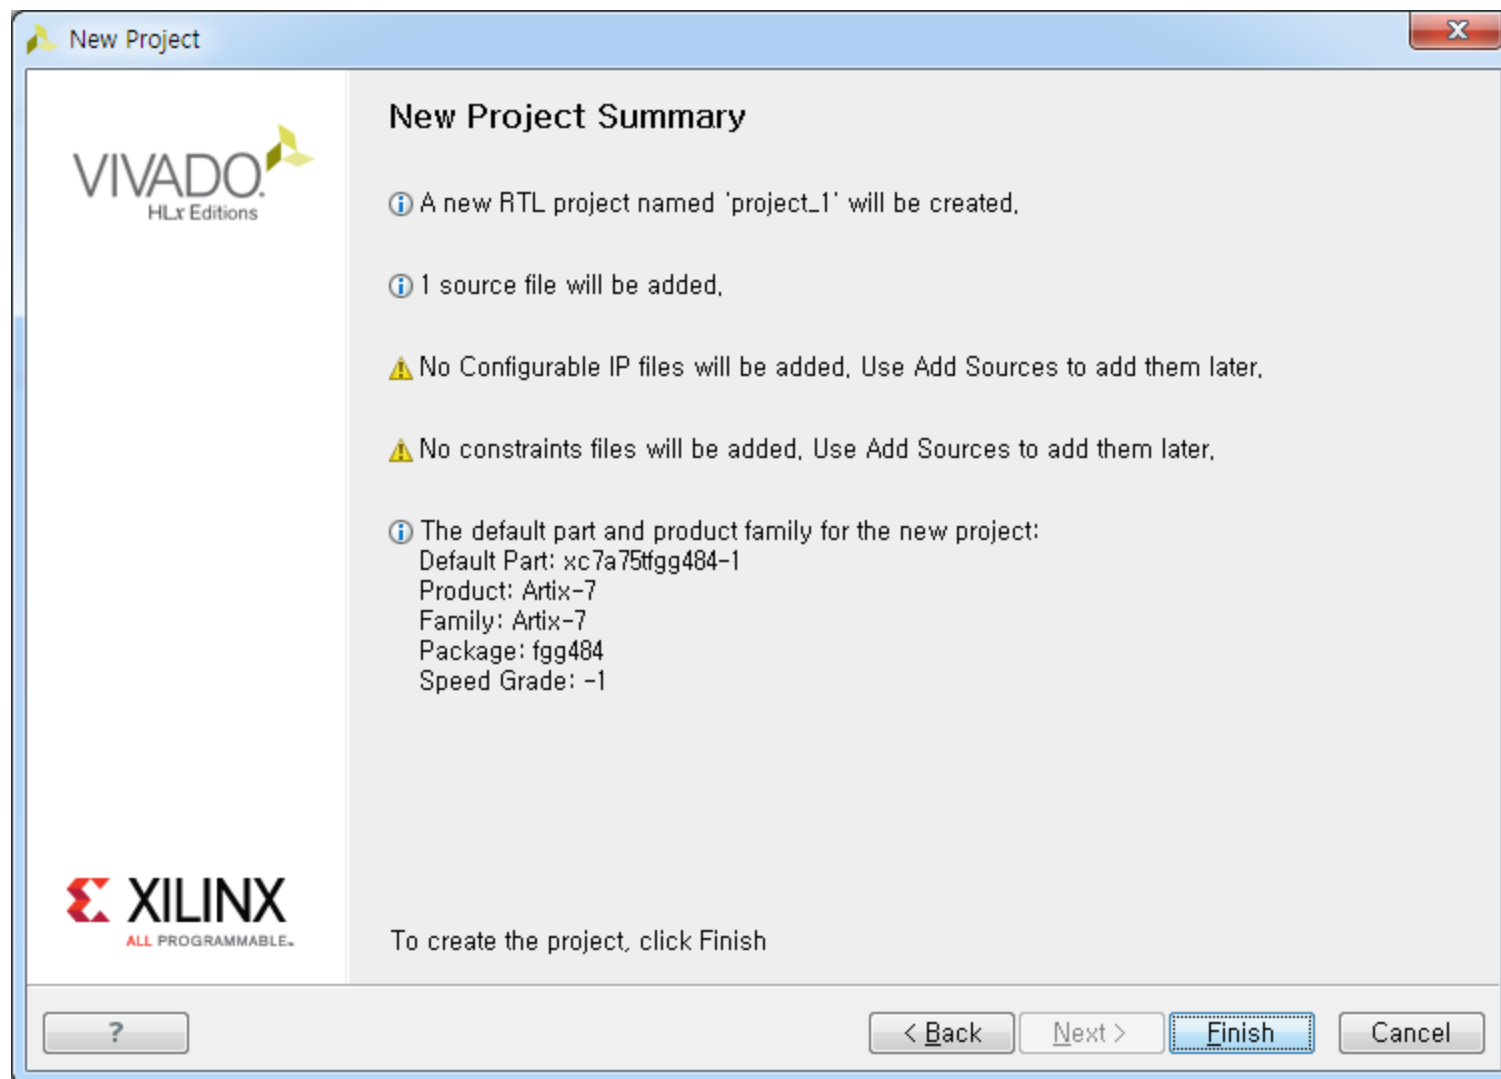 New Project
x
VIVADO.
HLx Editions
New Project Summary
A new RTL project named 'project_1' will be created.
1 source file will be added.
No Configurable IP files will be added. Use Add Sources to add them later.
No constraints files will be added. Use Add Sources to add them later.
The default part and product family for the new project:
Default Part: xc7a75tfgg484-1
Product: Artix-7
Family: Artix-7
Package: fgg484
Speed Grade: -1
XILINX
ALL PROGRAMMABLE.
To create the project, click Finish
?
< Back
Next >
Finish
Cancel